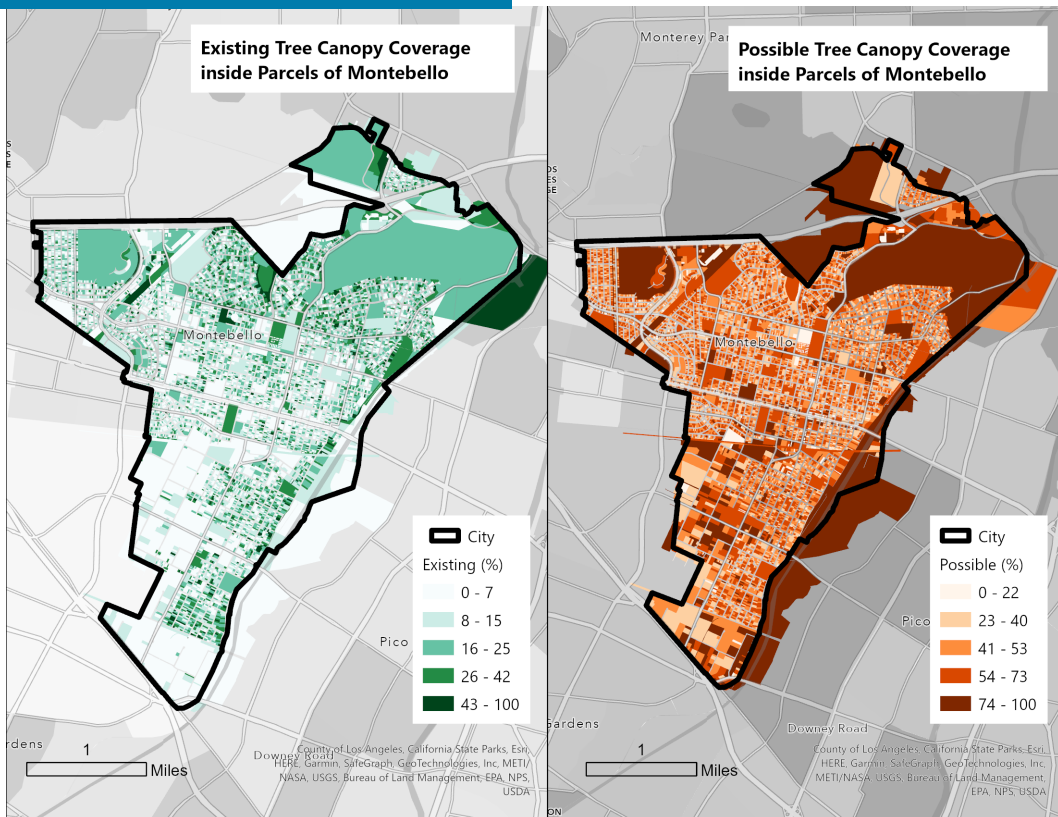 Existing Tree Canopy Coverage
inside Parcels of Montebello
S
S
E
Montebello
Pico
City
Existing (%)
0 - 7
8 - 15
16 - 25
26 - 42
43 - 100
rdens
Downey Road
1
Miles
County of Los Angeles, California State Parks, Esri,
HERE, Garmin, SafeGraph, GeoTechnologies, Inc, METI/
NASA, USGS, Bureau of Land Management, EPA, NPS,
USDA
Monterey Par
Possible Tree Canopy Coverage
inside Parcels of Montebello
OS
ES
GE
Montebello
Pico
City
Possible (%)
0 - 22
23 - 40
41 - 53
54 - 73
74 - 100
Gardens
Downey Road
1
Miles
County of Los Angeles, California State Parks, Esri,
HERE, Garmin, SafeGraph, GeoTechnologies, Inc,
METI/NASA, USGS, Bureau of Land Management,
EPA, NPS, USDA
ON